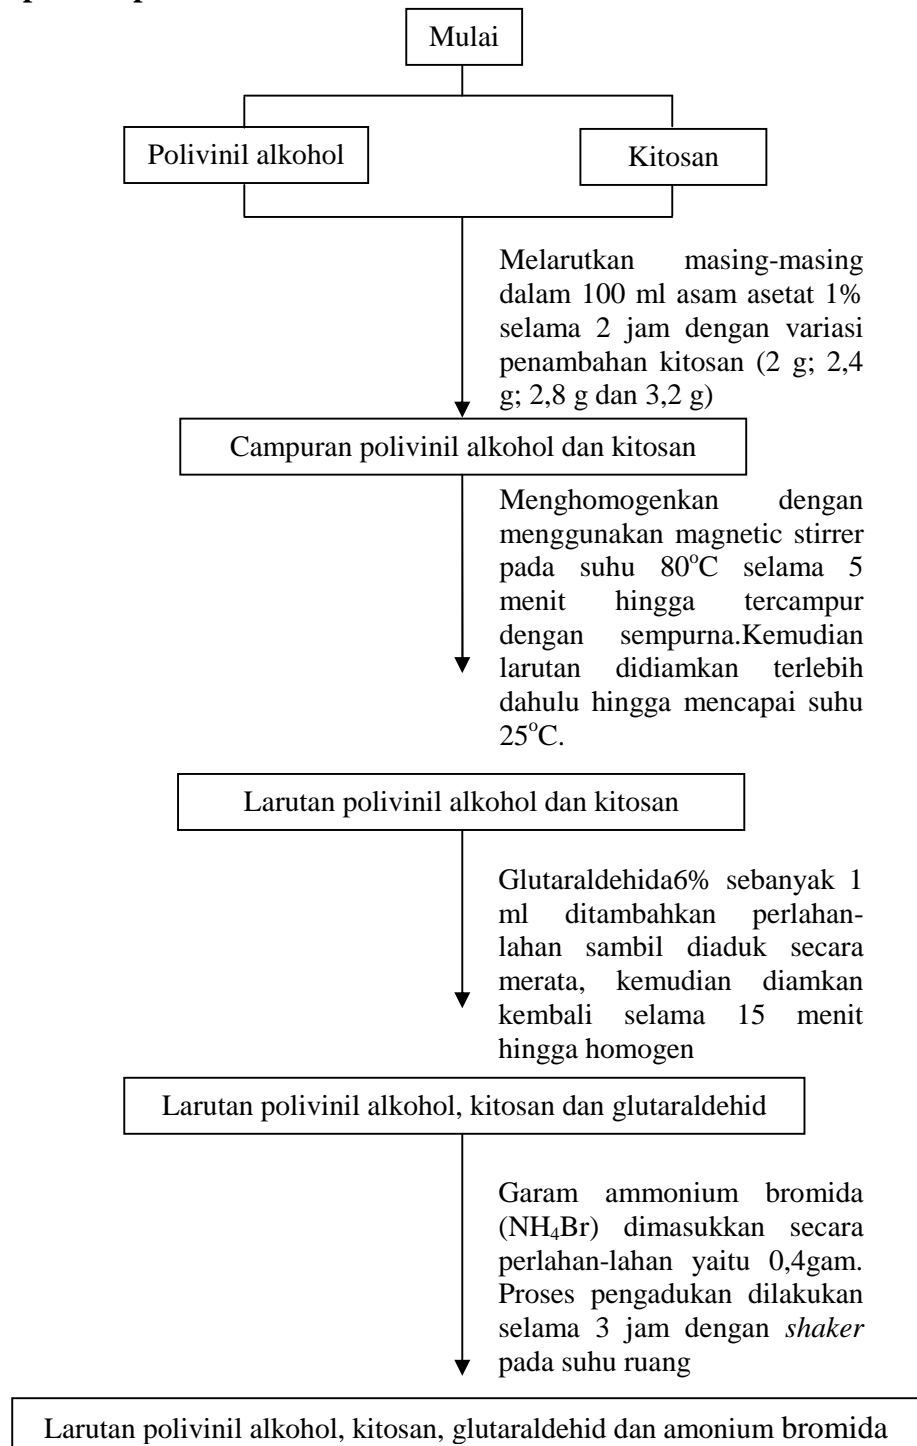 Mulai
Polivinil alkohol
Kitosan
Melarutkan masing-masing
dalam 100 ml asam asetat 1%
selama 2 jam dengan variasi
penambahan kitosan (2 g; 2,4
g; 2,8 g dan 3,2 g)
Campuran polivinil alkohol dan kitosan
Menghomogenkan dengan
menggunakan magnetic stirrer
pada suhu 80°C selama 5
menit hingga tercampur
dengan sempurna.Kemudian
larutan didiamkan terlebih
dahulu hingga mencapai suhu
25°C.
Larutan polivinil alkohol dan kitosan
Glutaraldehida6% sebanyak 1
ml ditambahkan perlahan-
lahan sambil diaduk secara
merata, kemudian diamkan
kembali selama 15 menit
hingga homogen
Larutan polivinil alkohol, kitosan dan glutaraldehid
Garam ammonium bromida
(NH₄Br) dimasukkan secara
perlahan-lahan yaitu 0,4gam.
Proses pengadukan dilakukan
selama 3 jam dengan shaker
pada suhu ruang
Larutan polivinil alkohol, kitosan, glutaraldehid dan amonium bromida